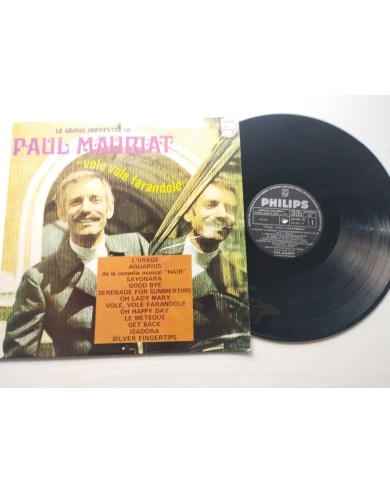 LE GRAND ORCHESTRE DE
PAUL MAURIAT
vole vole farandole
L'ORAGE
AQUARIUS
de la comedie musical "HAIR"
SAYONARA
GOOD BYE
SERENADE FOR SUMMERTIME
OH LADY MARY
VOLE, VOLE FARANDOLE
OH HAPPY DAY
LE METEQUE
GET BACK
ISADORA
SILVER FINGERTIPS
PHILIPS
1